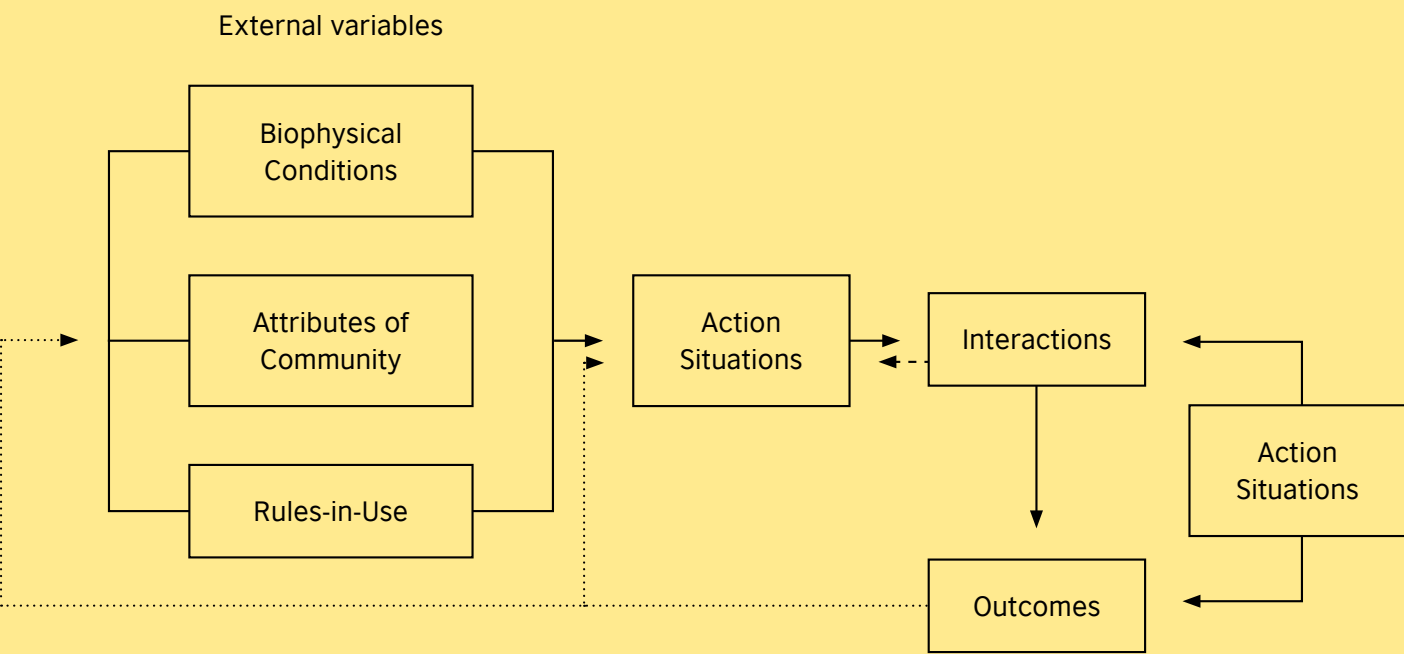 External variables
Biophysical
Conditions
Attributes of
Community
Rules-in-Use
Action
Situations
Interactions
Outcomes
Action
Situations